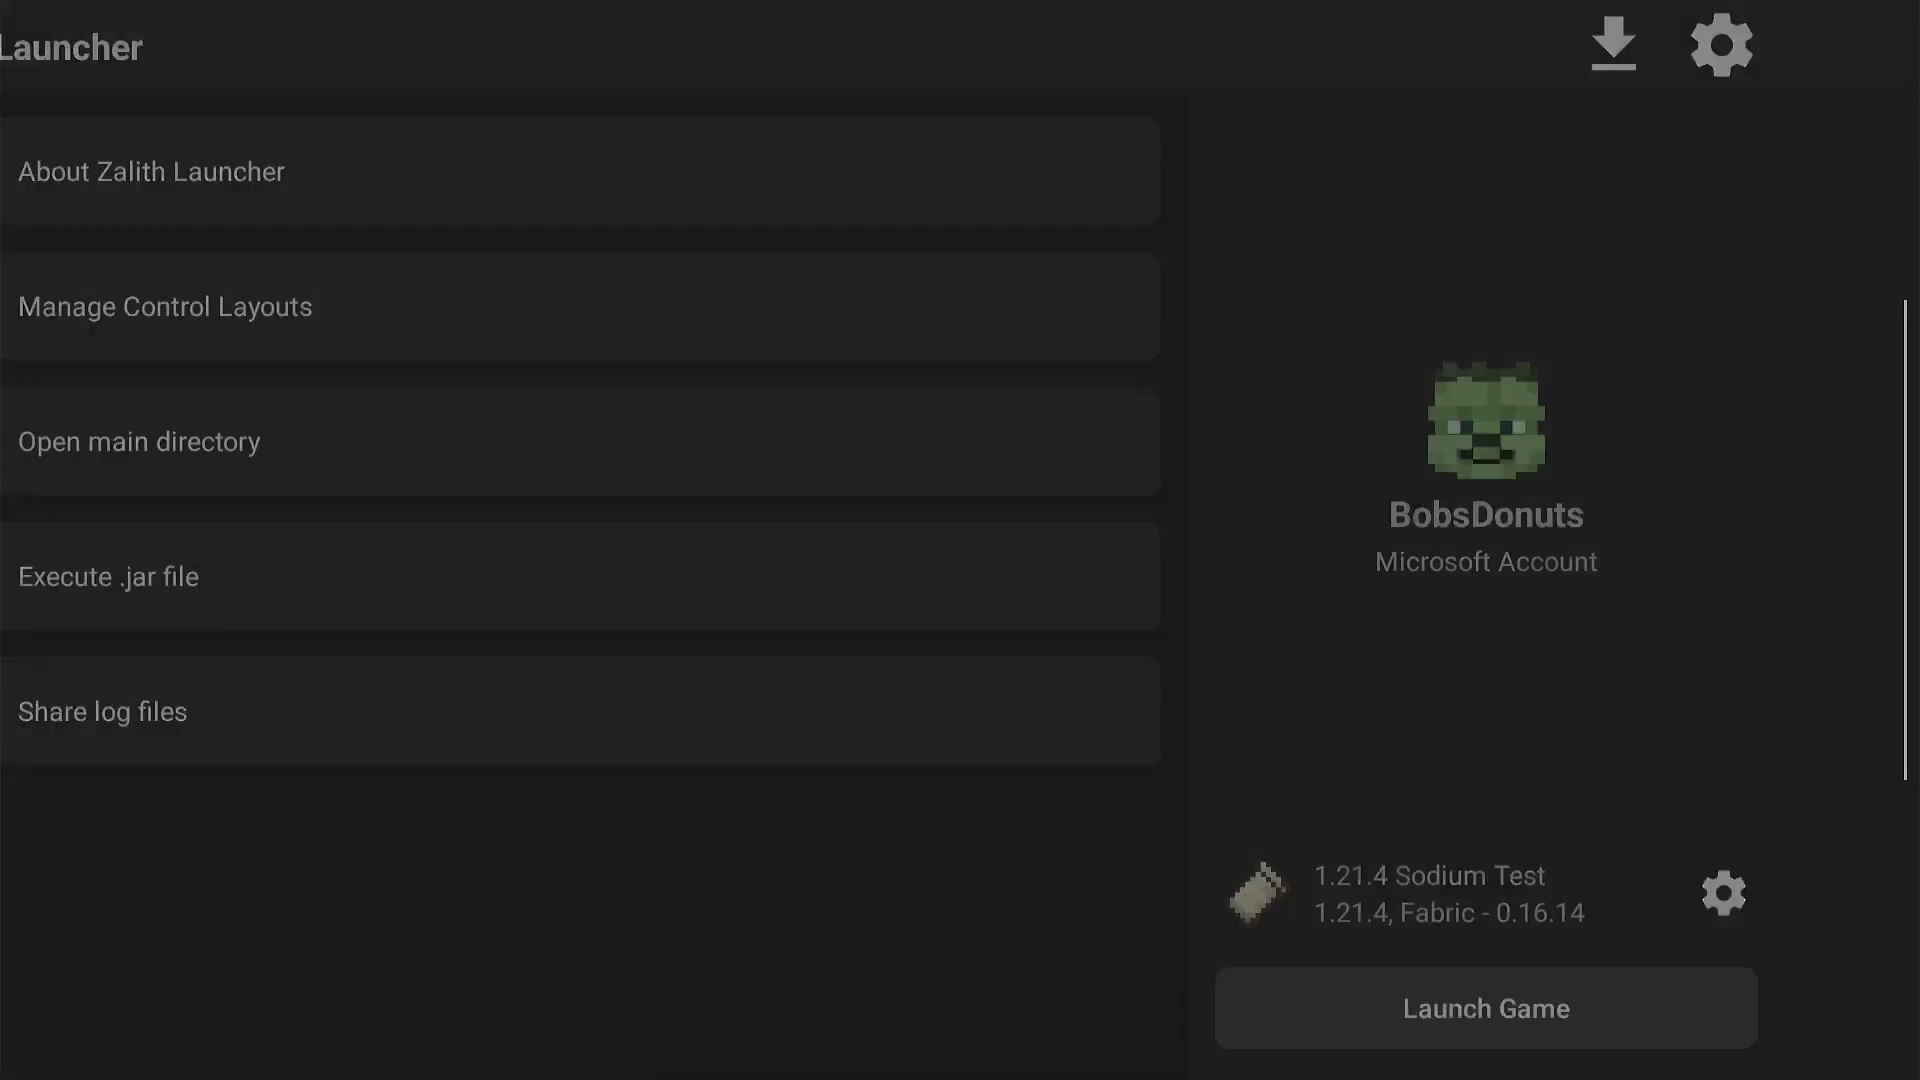 Launcher
About Zalith Launcher
Manage Control Layouts
Open main directory
Execute .jar file
Share log files
BobsDonuts
Microsoft Account
1.21.4 Sodium Test
1.21.4, Fabric - 0.16.14
Launch Game